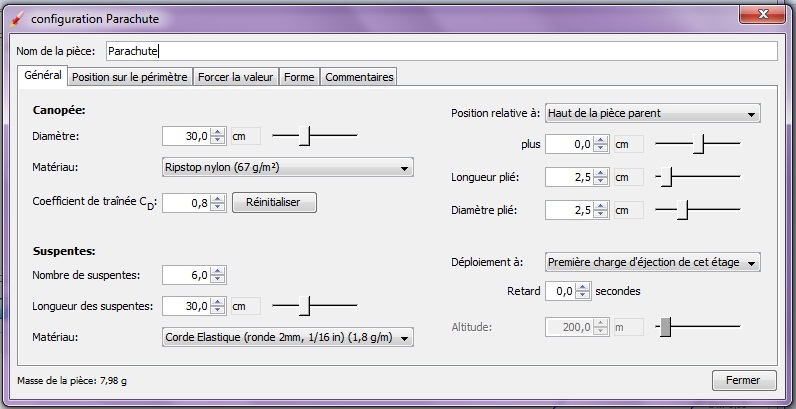 configuration Parachute
Nom de la pièce: Parachute
Général Position sur le périmètre Forcer la valeur Forme Commentaires
Canopée:
Diamètre: 30,0 cm
Matériau: Ripstop nylon (67 g/m²)
Coefficient de traînée CD: 0,8 Réinitialiser
Suspentes:
Nombre de suspentes: 6,0
Longueur des suspentes: 30,0 cm
Matériau: Corde Elastique (ronde 2mm, 1/16 in) (1,8 g/m)
Position relative à: Haut de la pièce parent
plus 0,0 cm
Longueur plié: 2,5 cm
Diamètre plié: 2,5 cm
Déploiement à: Première charge d'éjection de cet étage
Retard 0,0 secondes
Altitude: 200,0 m
Masse de la pièce: 7,98 g
Fermer